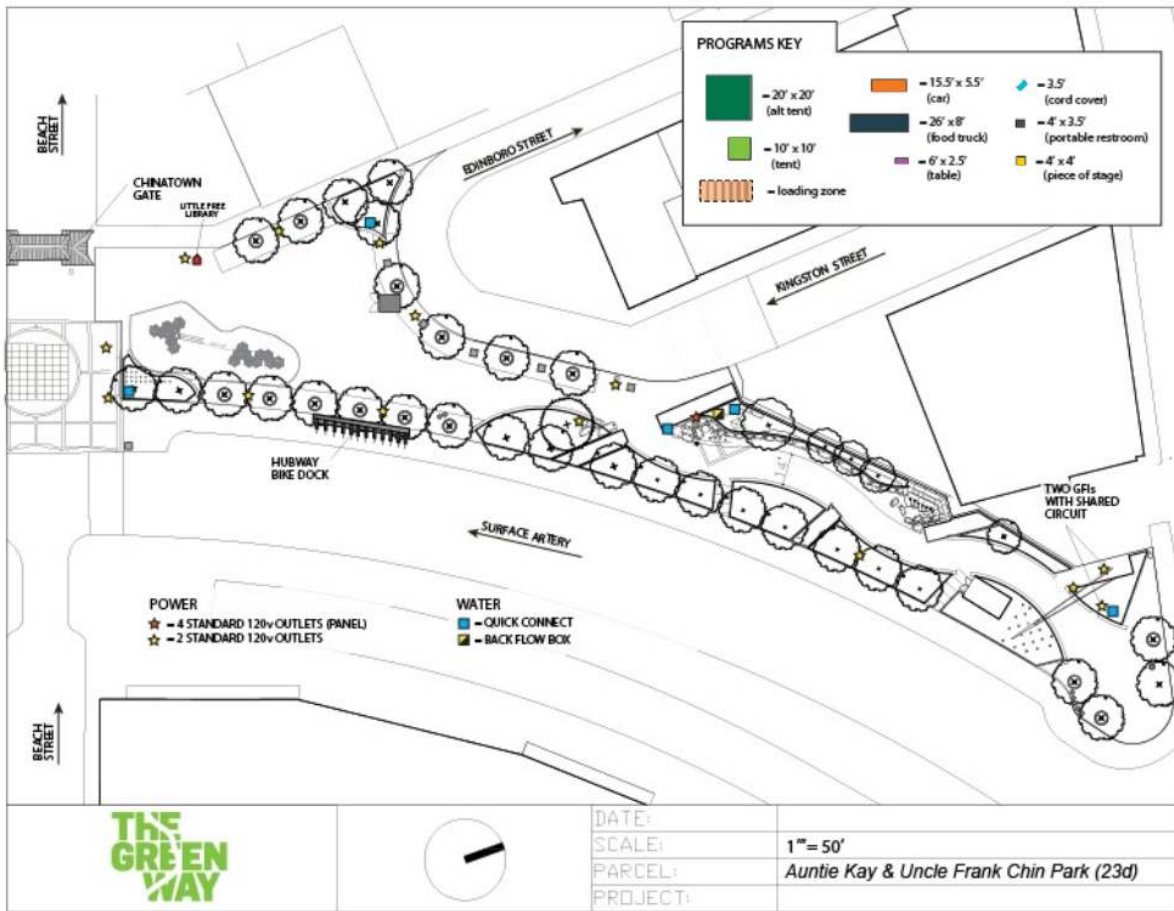 PROGRAMS KEY
= 20' x 20'
(alt tent)
= 10' x 10'
(tent)
= loading zone
= 15.5' x 5.5'
(car)
= 26' x 8'
(food truck)
= 6' x 2.5'
(table)
= 3.5'
(cord cover)
= 4' x 3.5'
(portable restroom)
= 4' x 4'
(piece of stage)
BEACH
STREET
CHINATOWN
GATE
LITTLE FREE
LIBRARY
EDINBORO STREET
KINGSTON STREET
HUBWAY
BIKE DOCK
14'
TWO GFIs
WITH SHARED
CIRCUIT
SURFACE ARTERY
POWER
= 4 STANDARD 120v OUTLETS (PANEL)
= 2 STANDARD 120v OUTLETS
WATER
= QUICK CONNECT
= BACK FLOW BOX
BEACH
STREET
THE
GREEN
WAY
DATE:
SCALE: 1"" = 50'
PARCEL: Auntie Kay & Uncle Frank Chin Park (23d)
PROJECT: